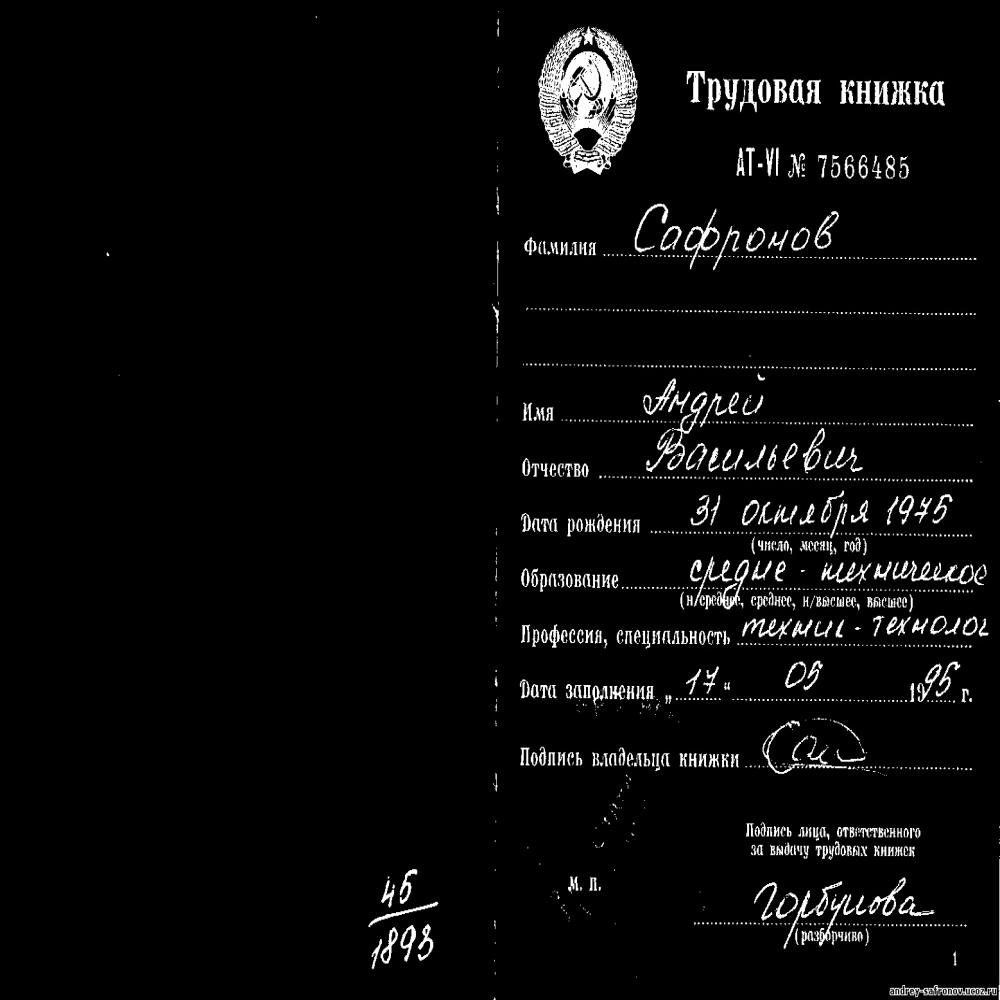 Трудовая книжка
AT-VI № 7566485
Фамилия Сафронов
Имя Андрей
Отчество Васильевич
Дата рождения 31 октября 1975
(число, месяц, год)
Образование средне-техническое
(н/среднее, среднее, н/высшее, высшее)
Профессия, специальность техник-технолог
Дата заполнения „ 17 “ 05 1995 г.
Подпись владельца книжки Саф
Подпись лица, ответственного
за выдачу трудовых книжек
М. П.
Горбунова
(разборчиво)
45
1893
1
andrey-safronov.ucoz.ru